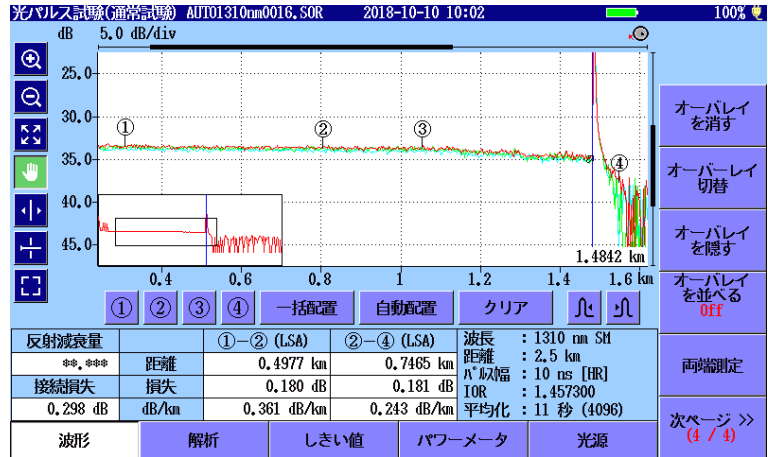 光パルス試験(通常試験) AUTO1310nm0016.SOR 2018-10-10 10:02 100%
dB 5.0 dB/div
25.0
30.0
35.0
40.0
45.0
① ② ③ ④
1.4842 km
0.4 0.6 0.8 1 1.2 1.4 1.6 km
① ② ③ ④ 一括配置 自動配置 クリア
反射減衰量 ①－② (LSA) ②－④ (LSA)
**.*** 距離 0.4977 km 0.7465 km
接続損失 損失 0.180 dB 0.181 dB
0.298 dB dB/km 0.361 dB/km 0.243 dB/km
波長 : 1310 nm SM
距離 : 2.5 km
パルス幅 : 10 ns [HR]
IOR : 1.457300
平均化 : 11 秒 (4096)
波形 解析 しきい値 パワーメータ 光源
オーバレイ
を消す
オーバーレイ
切替
オーバレイ
を隠す
オーバレイ
を並べる
Off
両端測定
次ページ >>
(4 / 4)